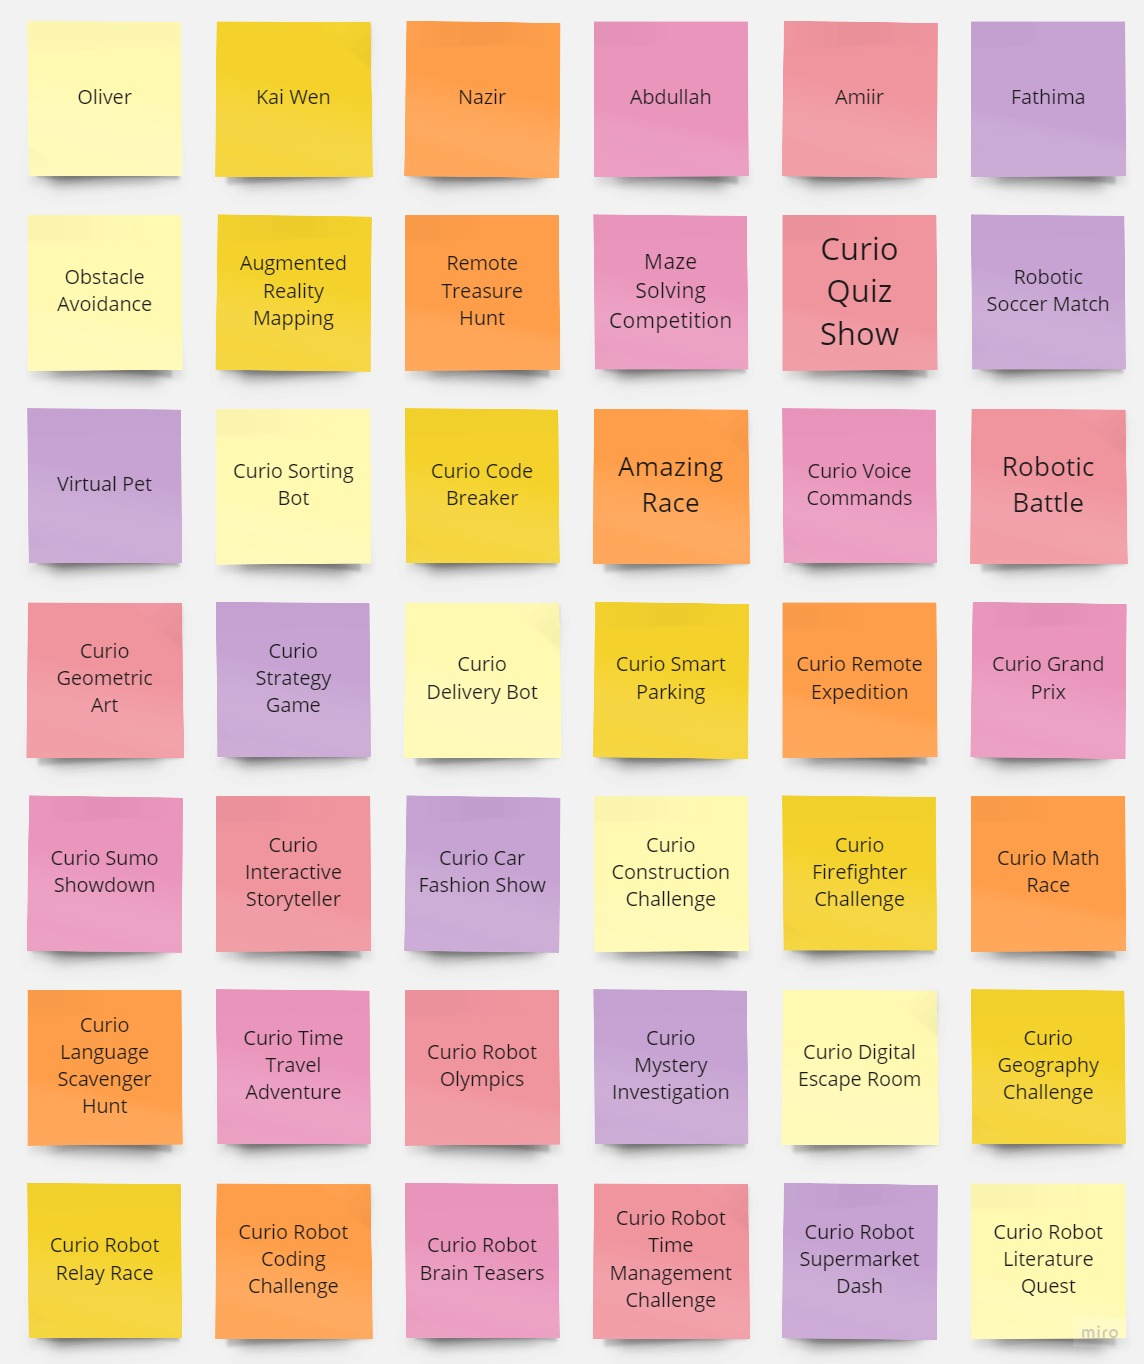 Oliver
Kai Wen
Nazir
Abdullah
Amiir
Fathima
Obstacle
Avoidance
Augmented
Reality
Mapping
Remote
Treasure
Hunt
Maze
Solving
Competition
Curio
Quiz
Show
Robotic
Soccer Match
Virtual Pet
Curio Sorting
Bot
Curio Code
Breaker
Amazing
Race
Curio Voice
Commands
Robotic
Battle
Curio
Geometric
Art
Curio
Strategy
Game
Curio
Delivery Bot
Curio Smart
Parking
Curio Remote
Expedition
Curio Grand
Prix
Curio Sumo
Showdown
Curio
Interactive
Storyteller
Curio Car
Fashion Show
Curio
Construction
Challenge
Curio
Firefighter
Challenge
Curio Math
Race
Curio
Language
Scavenger
Hunt
Curio Time
Travel
Adventure
Curio Robot
Olympics
Curio
Mystery
Investigation
Curio Digital
Escape Room
Curio
Geography
Challenge
Curio Robot
Relay Race
Curio Robot
Coding
Challenge
Curio Robot
Brain Teasers
Curio Robot
Time
Management
Challenge
Curio Robot
Supermarket
Dash
Curio Robot
Literature
Quest
miro